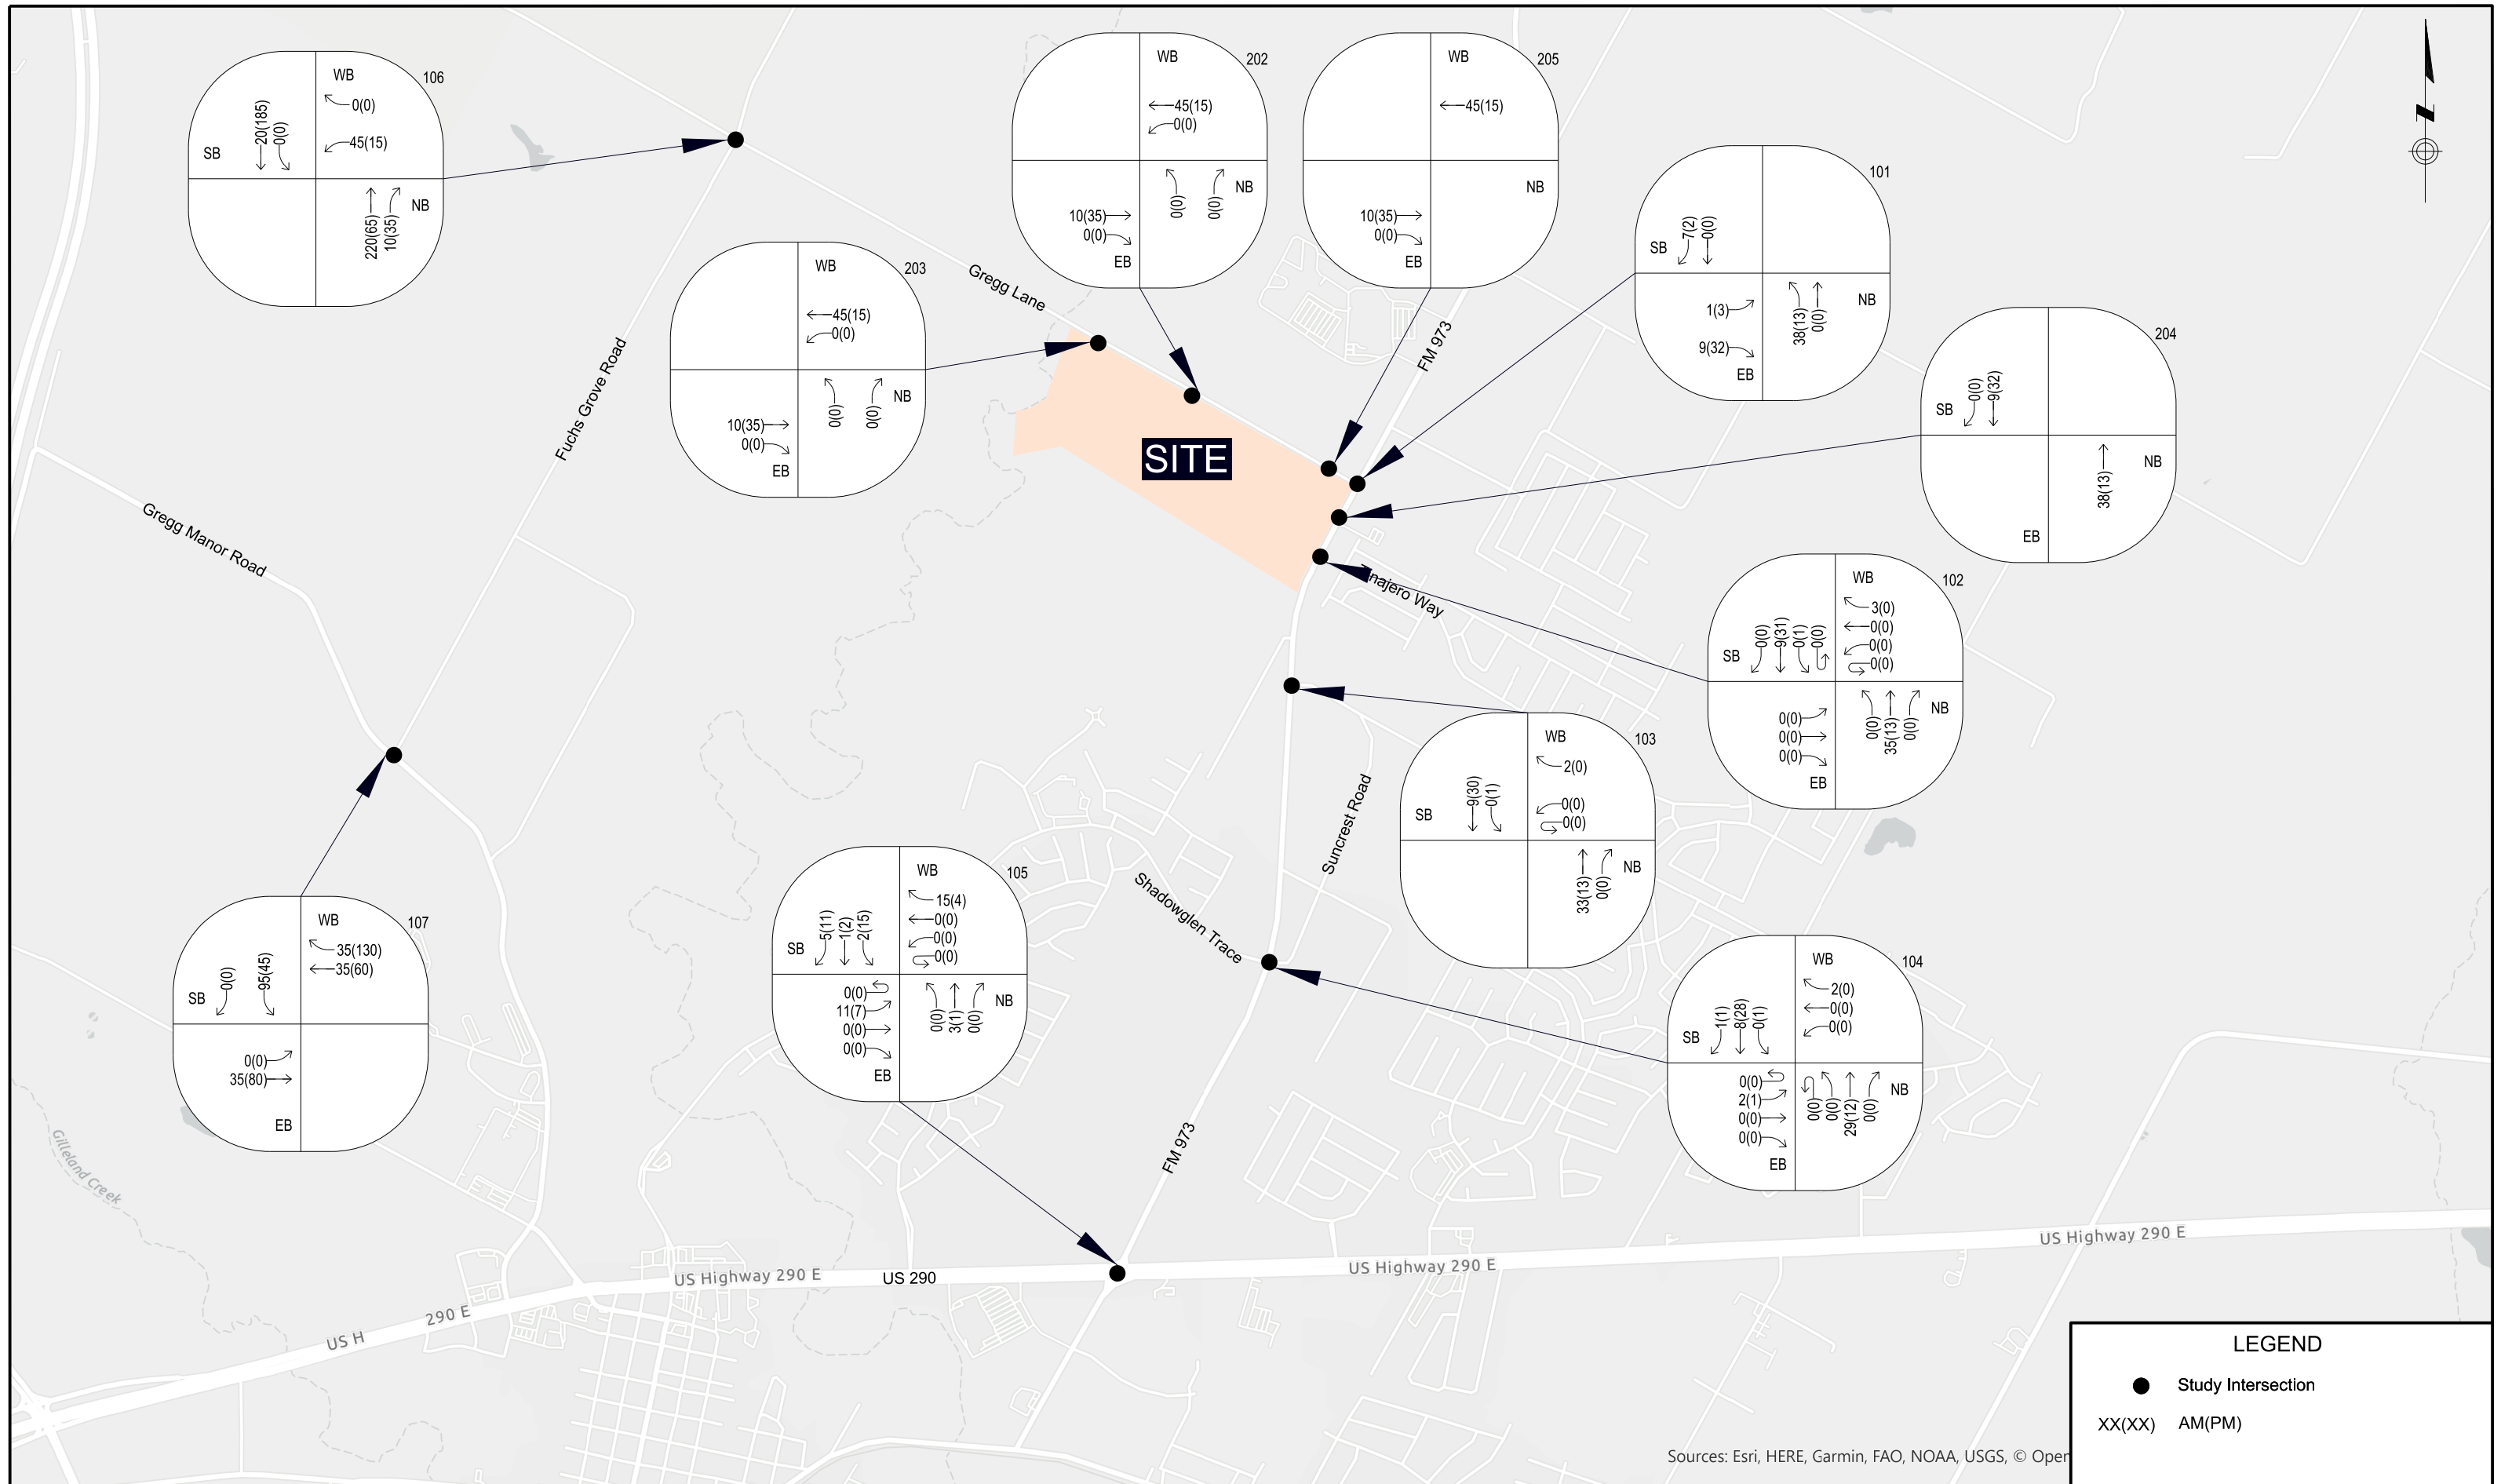 106
WB
0(0)
45(15)
SB
20(185)
0(0)
NB
220(65)
10(35)
202
WB
45(15)
0(0)
NB
0(0)
0(0)
10(35)
0(0)
EB
205
WB
45(15)
NB
10(35)
0(0)
EB
101
SB
7(2)
0(0)
NB
38(13)
0(0)
1(3)
9(32)
EB
203
WB
45(15)
0(0)
NB
0(0)
0(0)
10(35)
0(0)
EB
204
SB
0(0)
9(32)
NB
38(13)
EB
Gregg Lane
FM 973
Fuchs Grove Road
SITE
Gregg Manor Road
102
WB
3(0)
0(0)
0(0)
0(0)
SB
0(0)
9(31)
0(1)
0(0)
NB
0(0)
35(13)
0(0)
0(0)
0(0)
0(0)
EB
103
WB
2(0)
0(0)
0(0)
SB
9(30)
0(1)
NB
33(13)
0(0)
Suncrest Road
Shadowglen Trace
105
WB
15(4)
0(0)
0(0)
0(0)
SB
5(11)
1(2)
2(15)
NB
0(0)
3(1)
0(0)
0(0)
11(7)
0(0)
0(0)
EB
107
WB
35(130)
35(60)
SB
0(0)
95(45)
0(0)
35(80)
EB
104
WB
2(0)
0(0)
0(0)
SB
1(1)
8(28)
0(1)
NB
0(0)
0(0)
29(12)
0(0)
0(0)
2(1)
0(0)
0(0)
EB
Gilleland Creek
FM 973
US Highway 290 E
US 290
US Highway 290 E
US Highway 290 E
US H
290 E
LEGEND
Study Intersection
XX(XX) AM(PM)
Sources: Esri, HERE, Garmin, FAO, NOAA, USGS, © Oper
Way
N